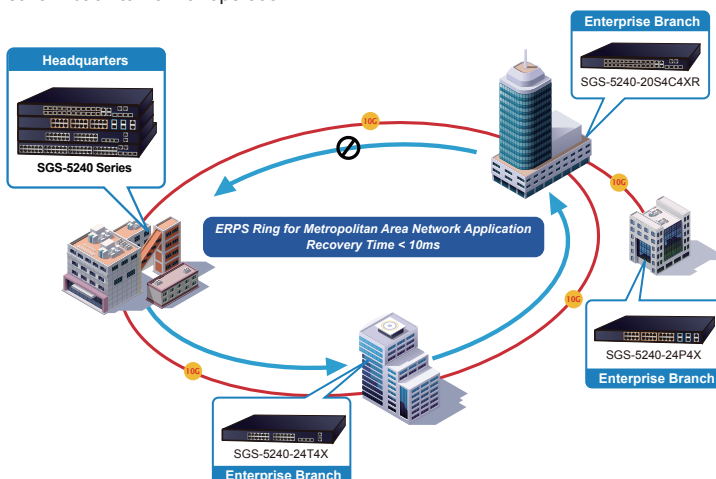 Enterprise Branch
SGS-5240-20S4C4XR
Headquarters
SGS-5240 Series
10G
10G
ERPS Ring for Metropolitan Area Network Application
Recovery Time < 10ms
10G
SGS-5240-24P4X
Enterprise Branch
10G
SGS-5240-24T4X
Enterprise Branch